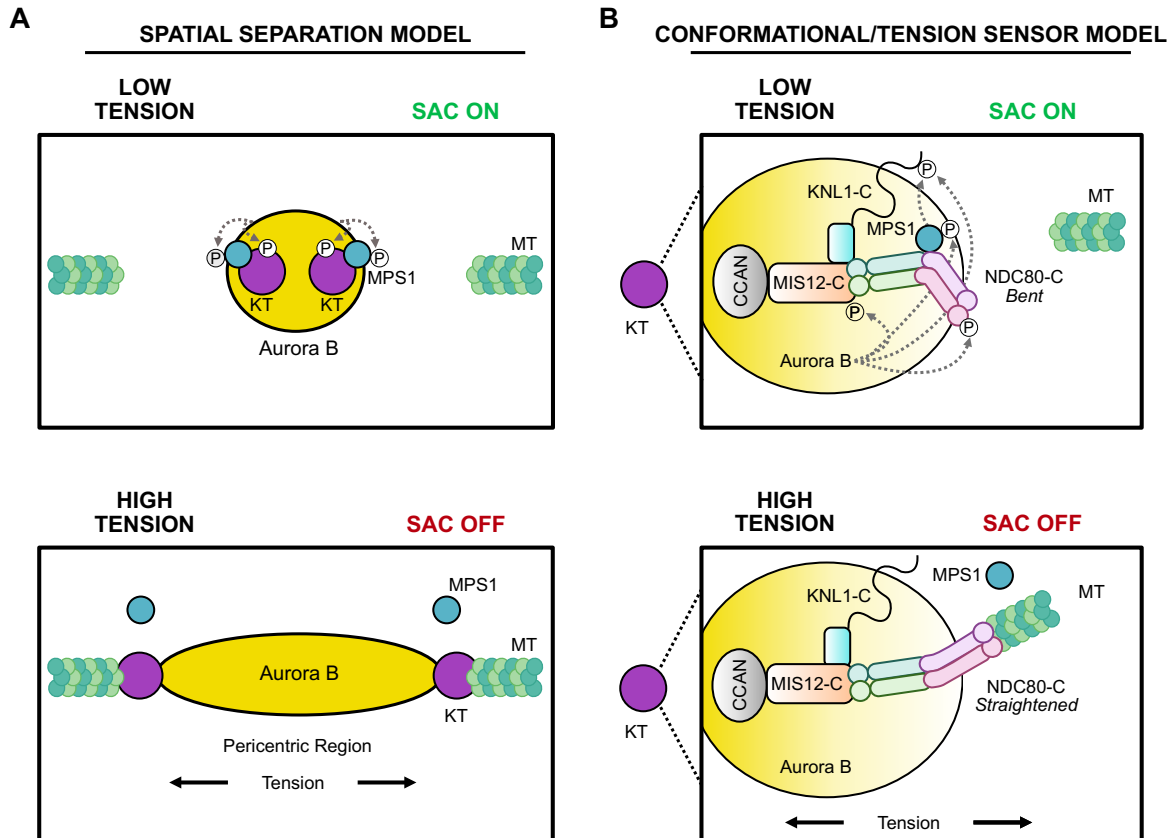 A
SPATIAL SEPARATION MODEL
LOW
TENSION
SAC ON
P
P
P
P
MT
MPS1
KT
KT
Aurora B
HIGH
TENSION
SAC OFF
MPS1
Aurora B
MT
KT
Pericentric Region
Tension
B
CONFORMATIONAL/TENSION SENSOR MODEL
LOW
TENSION
SAC ON
P
KNL1-C
MT
MPS1
P
CCAN
MIS12-C
NDC80-C
Bent
P
P
KT
Aurora B
HIGH
TENSION
SAC OFF
KNL1-C
MPS1
MT
CCAN
MIS12-C
NDC80-C
Straightened
KT
Aurora B
Tension